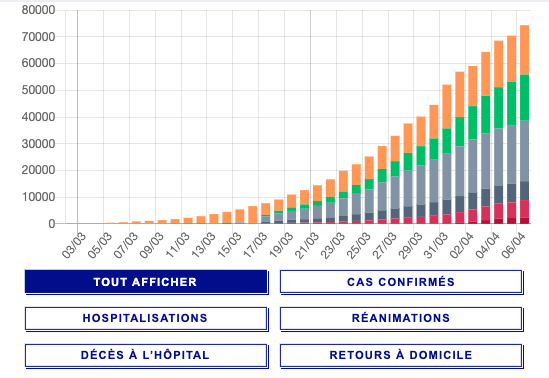 80000
70000
60000
50000
40000
30000
20000
10000
0
03/03 05/03 07/03 09/03 11/03 13/03 15/03 17/03 19/03 21/03 23/03 25/03 27/03 29/03 31/03 02/04 04/04 06/04
TOUT AFFICHER CAS CONFIRMÉS
HOSPITALISATIONS RÉANIMATIONS
DÉCÈS À L'HÔPITAL RETOURS À DOMICILE